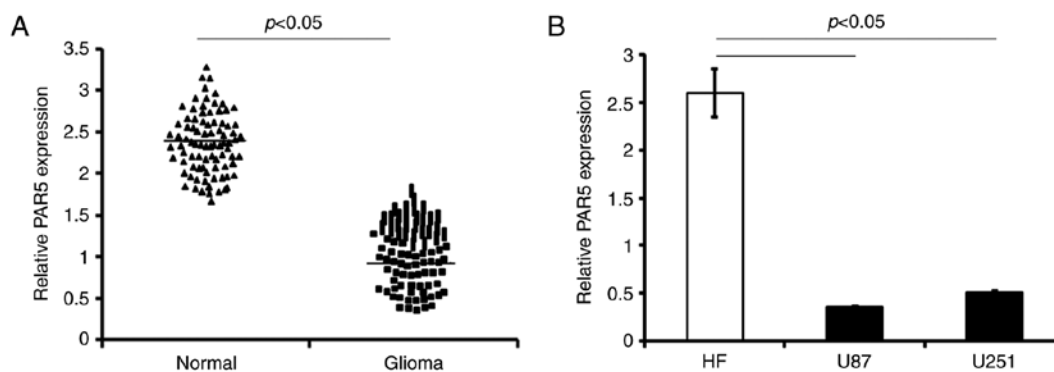 A
p<0.05
Relative PAR5 expression
3.5
3
2.5
2
1.5
1
0.5
0
Normal Glioma
B
p<0.05
Relative PAR5 expression
3
2.5
2
1.5
1
0.5
0
HF U87 U251